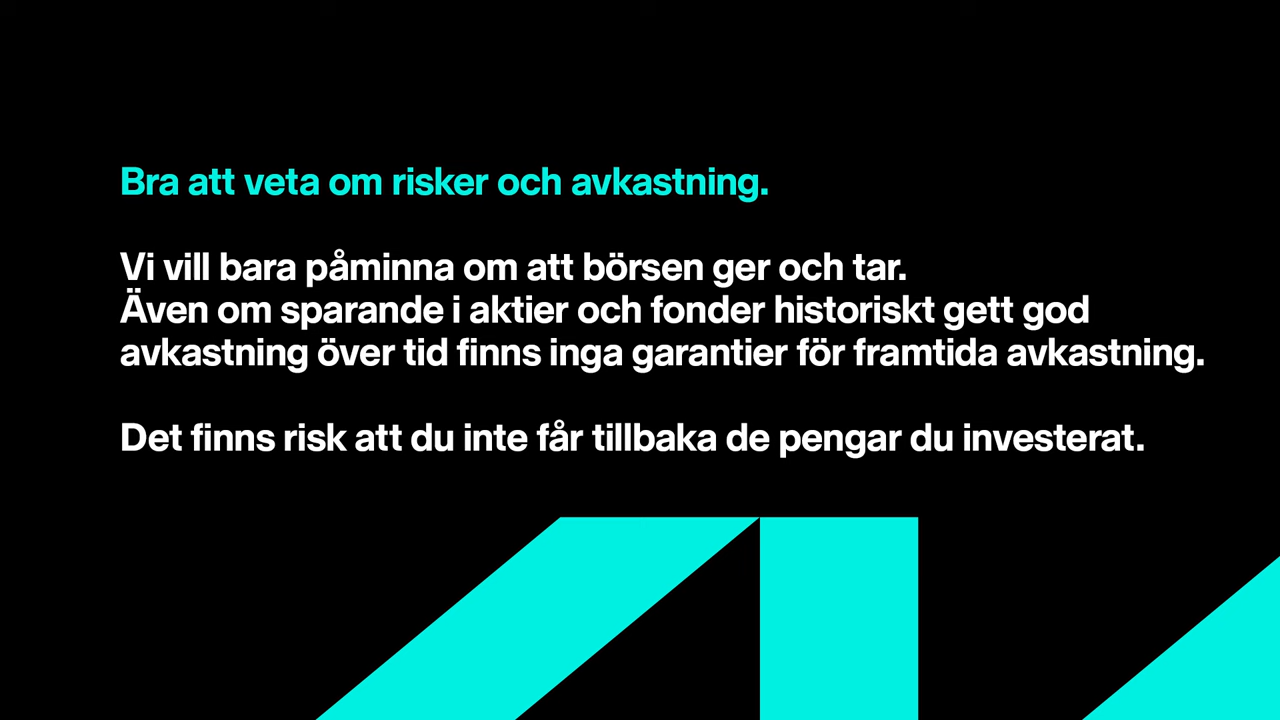 Bra att veta om risker och avkastning.
Vi vill bara påminna om att börsen ger och tar.
Även om sparande i aktier och fonder historiskt gett god
avkastning över tid finns inga garantier för framtida avkastning.
Det finns risk att du inte får tillbaka de pengar du investerat.